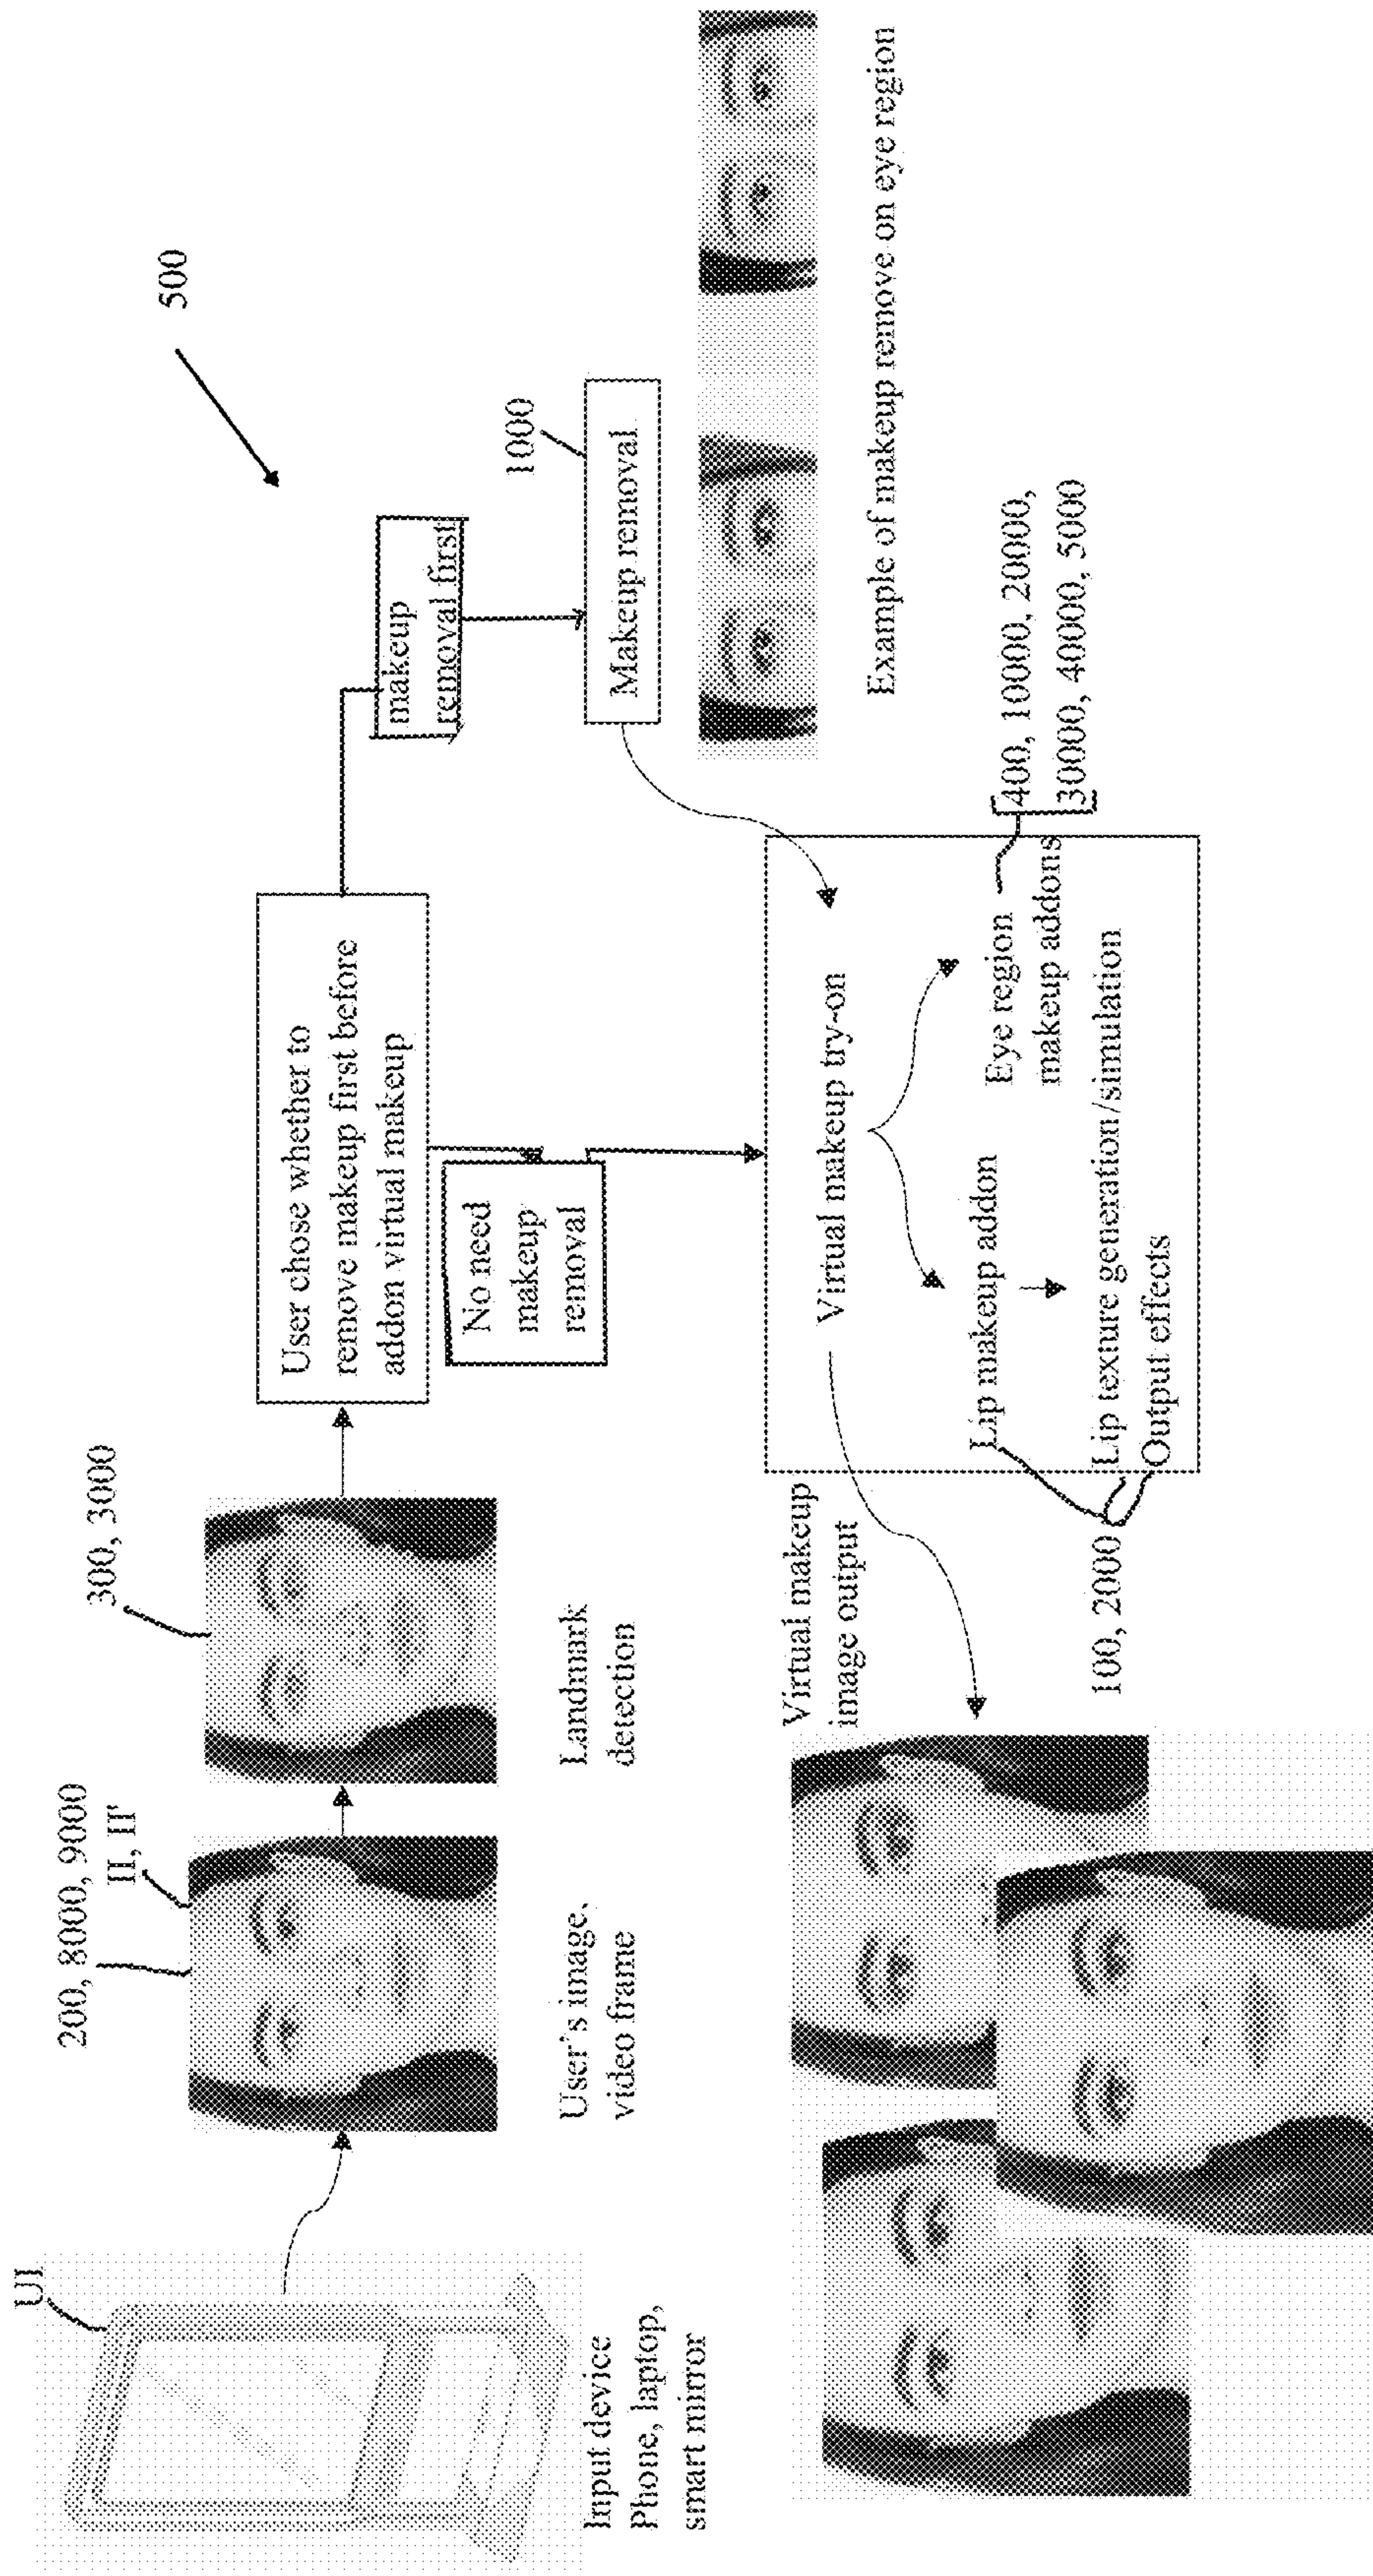 500
UI
Input device
Phone, laptop,
smart mirror
200, 8000, 9000
II, II'
User's image,
video frame
300, 3000
Landmark
detection
User chose whether to
remove makeup first before
addon virtual makeup
makeup
removal first
1000
Makeup removal
Example of makeup remove on eye region
No need
makeup
removal
Virtual makeup try-on
Lip makeup addon
Eye region
makeup addons
400, 10000, 20000,
30000, 40000, 5000
Lip texture generation/simulation
Output effects
100, 2000
Virtual makeup
image output